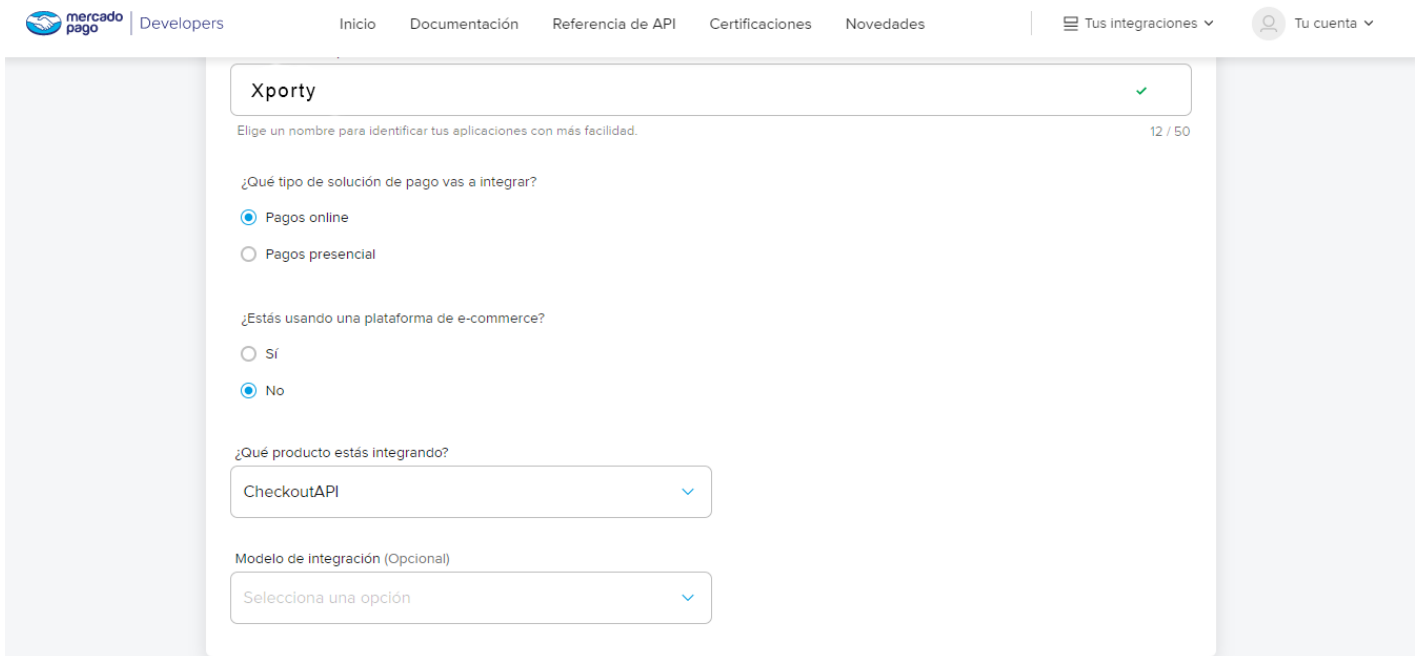 mercado pago | Developers Inicio Documentación Referencia de API Certificaciones Novedades Tus integraciones Tu cuenta
Xporty
Elige un nombre para identificar tus aplicaciones con más facilidad. 12 / 50
¿Qué tipo de solución de pago vas a integrar?
Pagos online
Pagos presencial
¿Estás usando una plataforma de e-commerce?
Sí
No
¿Qué producto estás integrando?
CheckoutAPI
Modelo de integración (Opcional)
Selecciona una opción